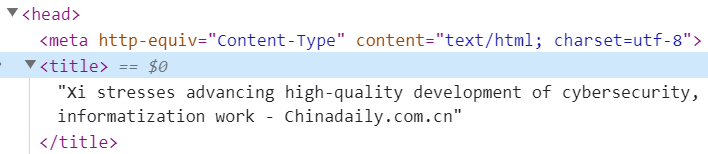 ▼<head>
<meta http-equiv="Content-Type" content="text/html; charset=utf-8">
▼<title> == $0
"Xi stresses advancing high-quality development of cybersecurity,
informatization work - Chinadaily.com.cn"
</title>